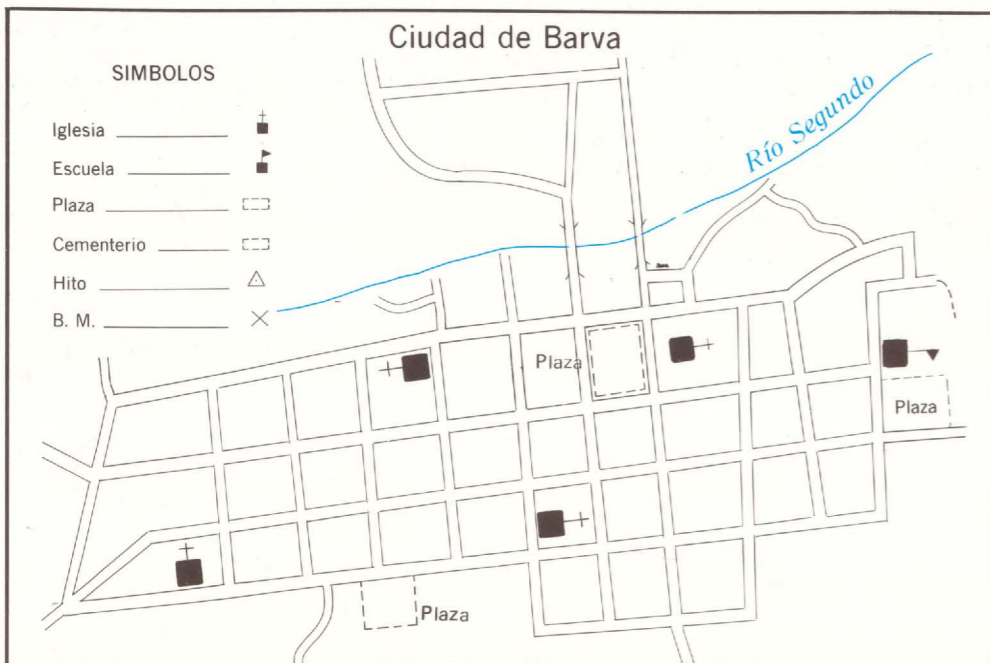 Ciudad de Barva
SIMBOLOS
Iglesia
Escuela
Plaza
Cementerio
Hito
B. M.
Río Segundo
Plaza
Plaza
Plaza